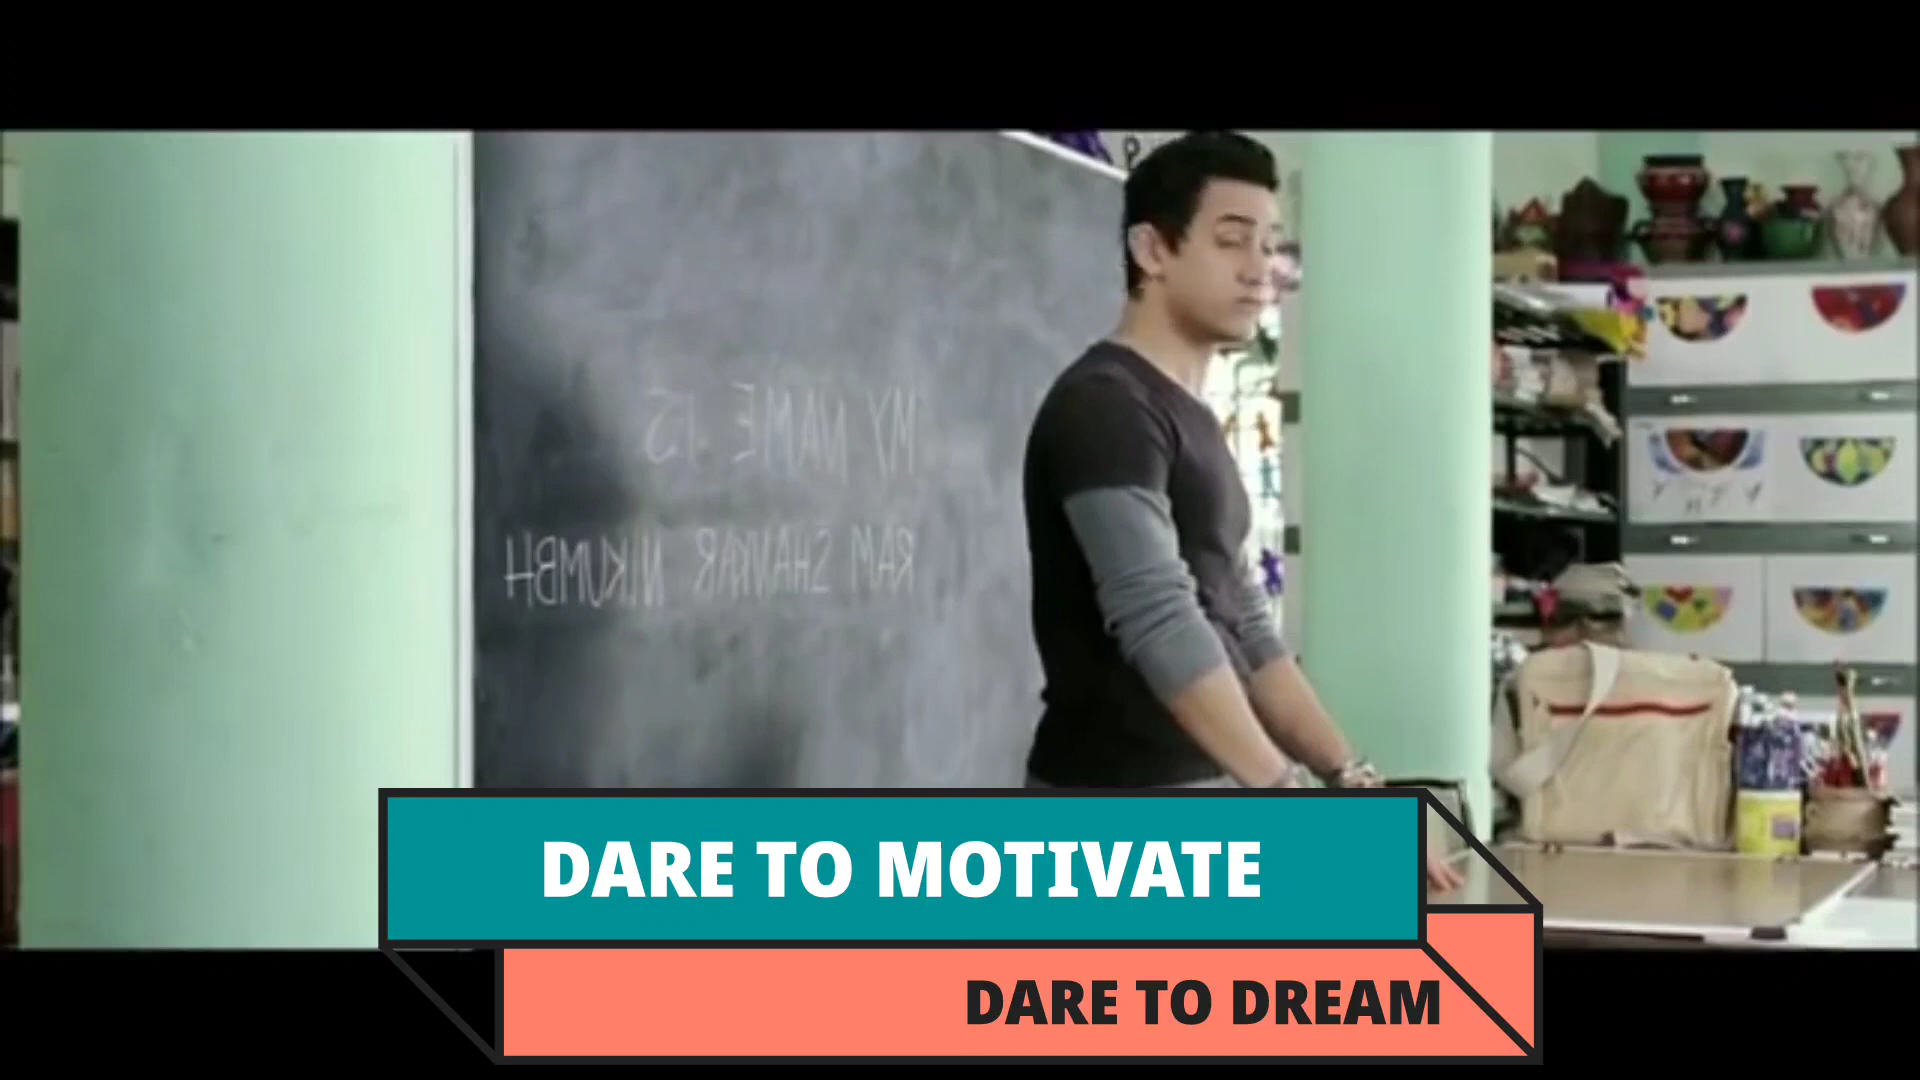 MY NAME IS
RAM SHANKAR NIKUMBH
DARE TO MOTIVATE
DARE TO DREAM